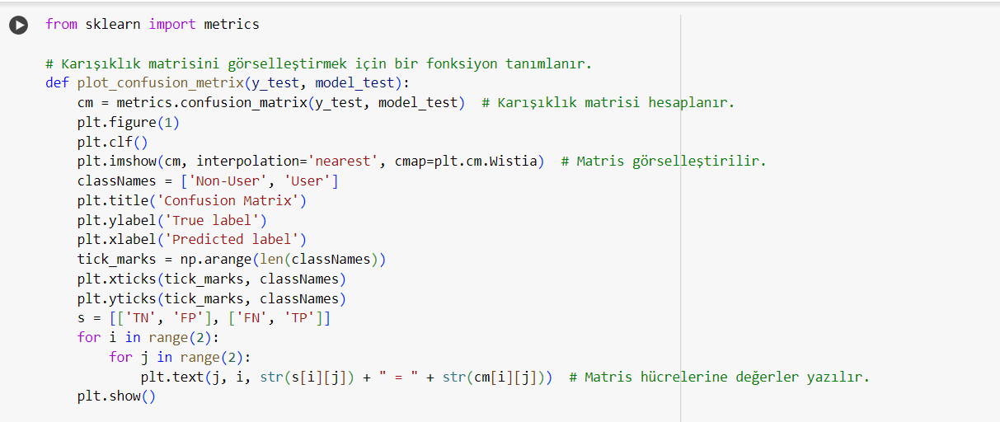 from sklearn import metrics
# Karışıklık matrisini görselleştirmek için bir fonksiyon tanımlanır.
def plot_confusion_metrix(y_test, model_test):
    cm = metrics.confusion_matrix(y_test, model_test)  # Karışıklık matrisi hesaplanır.
    plt.figure(1)
    plt.clf()
    plt.imshow(cm, interpolation='nearest', cmap=plt.cm.Wistia)  # Matris görselleştirilir.
    classNames = ['Non-User', 'User']
    plt.title('Confusion Matrix')
    plt.ylabel('True label')
    plt.xlabel('Predicted label')
    tick_marks = np.arange(len(classNames))
    plt.xticks(tick_marks, classNames)
    plt.yticks(tick_marks, classNames)
    s = [['TN', 'FP'], ['FN', 'TP']]
    for i in range(2):
        for j in range(2):
            plt.text(j, i, str(s[i][j]) + " = " + str(cm[i][j]))  # Matris hücrelerine değerler yazılır.
    plt.show()